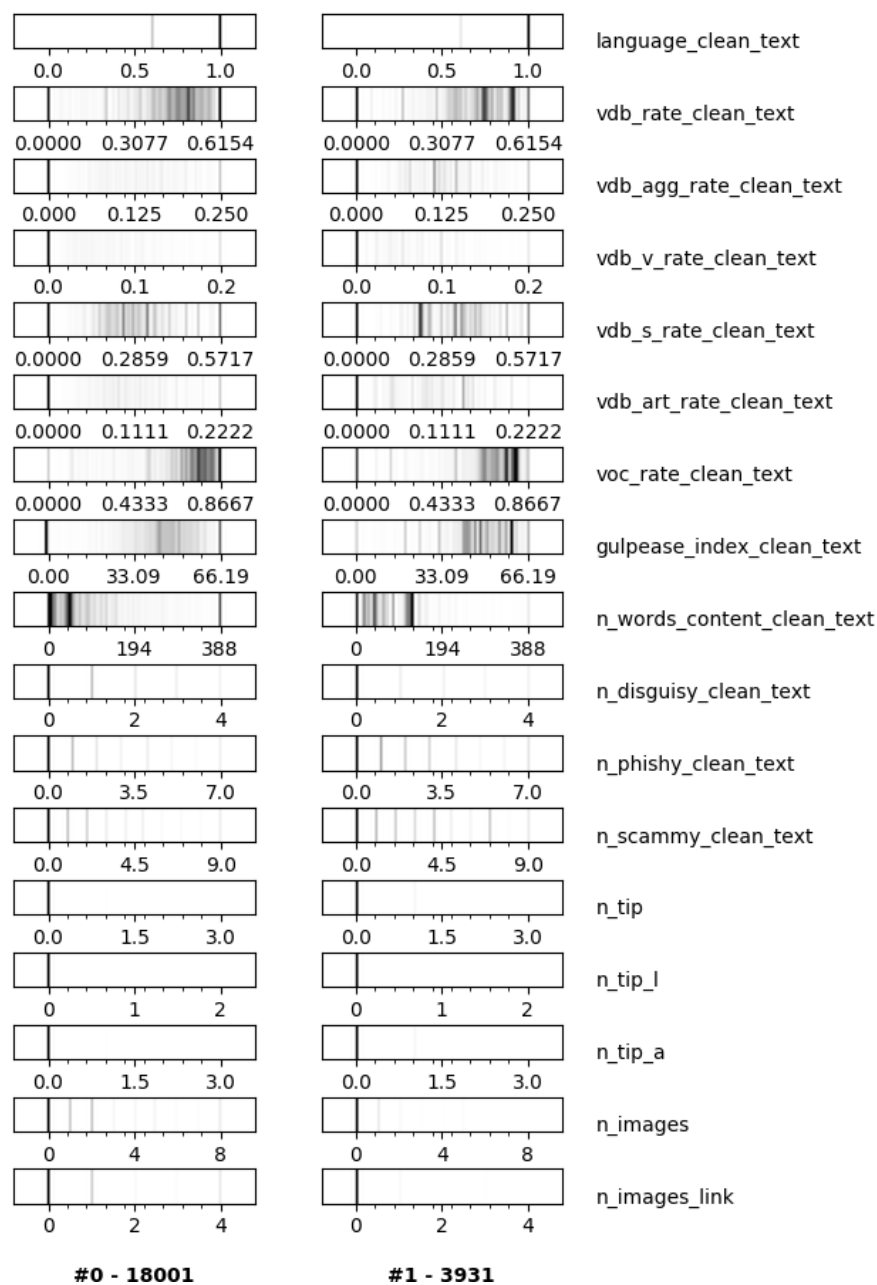 language_clean_text
0.0 0.5 1.0 0.0 0.5 1.0
vdb_rate_clean_text
0.0000 0.3077 0.6154 0.0000 0.3077 0.6154
vdb_agg_rate_clean_text
0.000 0.125 0.250 0.000 0.125 0.250
vdb_v_rate_clean_text
0.0 0.1 0.2 0.0 0.1 0.2
vdb_s_rate_clean_text
0.0000 0.2859 0.5717 0.0000 0.2859 0.5717
vdb_art_rate_clean_text
0.0000 0.1111 0.2222 0.0000 0.1111 0.2222
voc_rate_clean_text
0.0000 0.4333 0.8667 0.0000 0.4333 0.8667
gulpease_index_clean_text
0.00 33.09 66.19 0.00 33.09 66.19
n_words_content_clean_text
0 194 388 0 194 388
n_disguisy_clean_text
0 2 4 0 2 4
n_phishy_clean_text
0.0 3.5 7.0 0.0 3.5 7.0
n_scammy_clean_text
0.0 4.5 9.0 0.0 4.5 9.0
n_tip
0.0 1.5 3.0 0.0 1.5 3.0
n_tip_l
0 1 2 0 1 2
n_tip_a
0.0 1.5 3.0 0.0 1.5 3.0
n_images
0 4 8 0 4 8
n_images_link
0 2 4 0 2 4
#0 - 18001 #1 - 3931